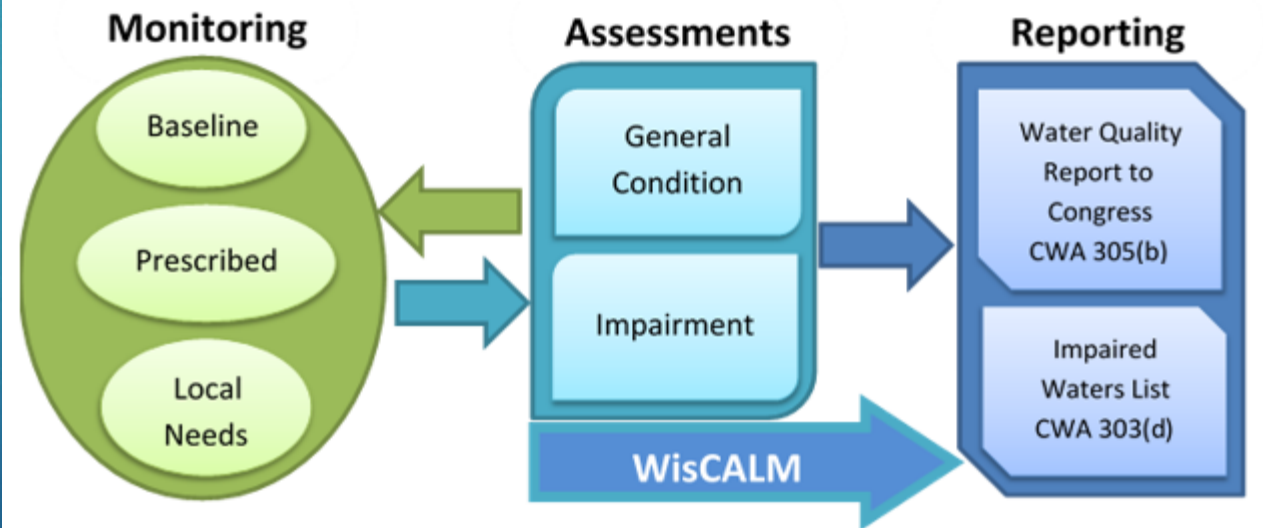 Monitoring
Baseline
Prescribed
Local
Needs
Assessments
General
Condition
Impairment
WisCALM
Reporting
Water Quality
Report to
Congress
CWA 305(b)
Impaired
Waters List
CWA 303(d)